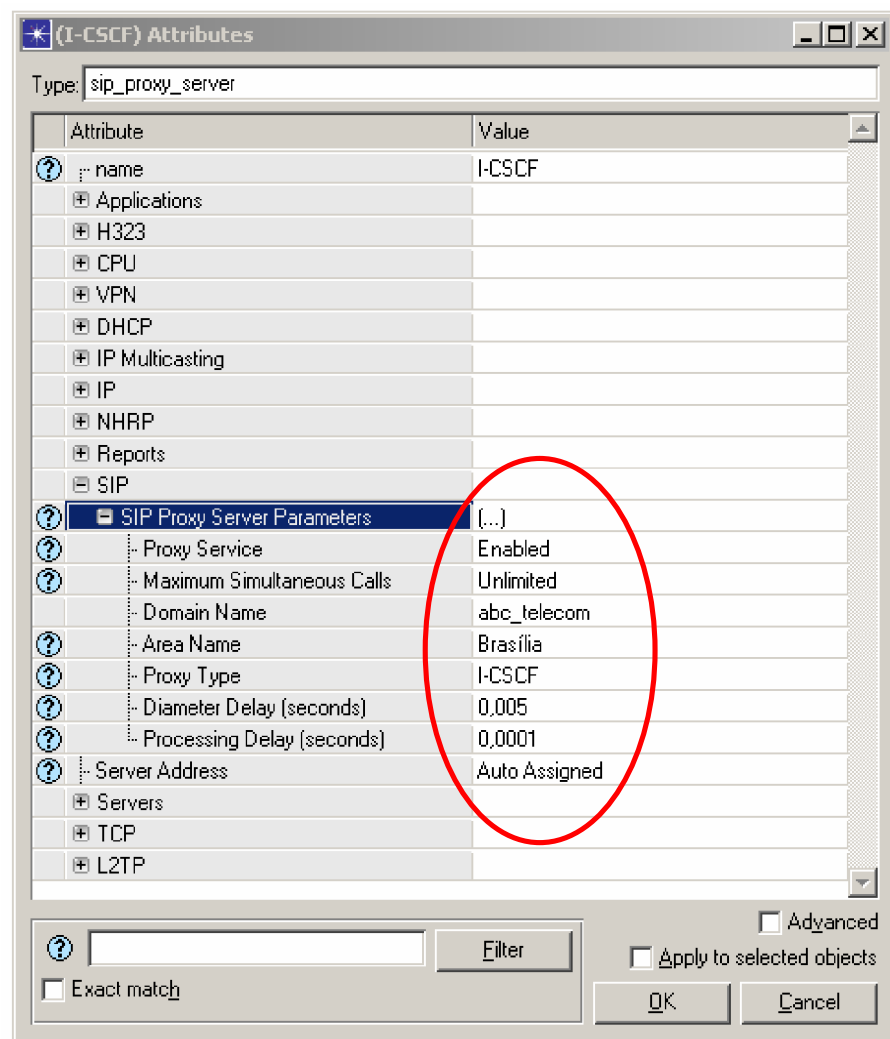 (I-CSCF) Attributes
Type: sip_proxy_server
Attribute Value
name I-CSCF
Applications
H323
CPU
VPN
DHCP
IP Multicasting
IP
NHRP
Reports
SIP
SIP Proxy Server Parameters (...)
Proxy Service Enabled
Maximum Simultaneous Calls Unlimited
Domain Name abc_telecom
Area Name Brasília
Proxy Type I-CSCF
Diameter Delay (seconds) 0,005
Processing Delay (seconds) 0,0001
Server Address Auto Assigned
Servers
TCP
L2TP
Advanced
Filter
Apply to selected objects
Exact match
OK Cancel